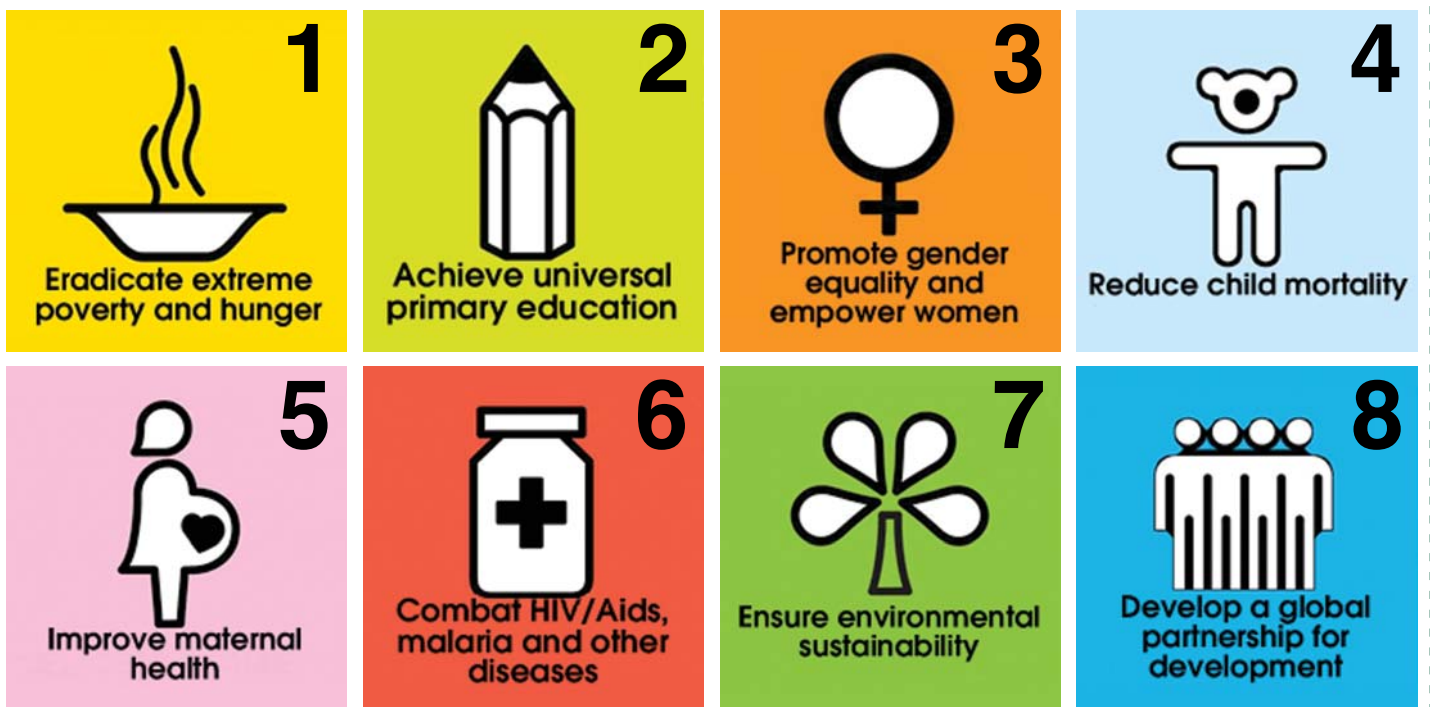 1
Eradicate extreme
poverty and hunger
2
Achieve universal
primary education
3
Promote gender
equality and
empower women
4
Reduce child mortality
5
Improve maternal
health
6
Combat HIV/Aids,
malaria and other
diseases
7
Ensure environmental
sustainability
8
Develop a global
partnership for
development